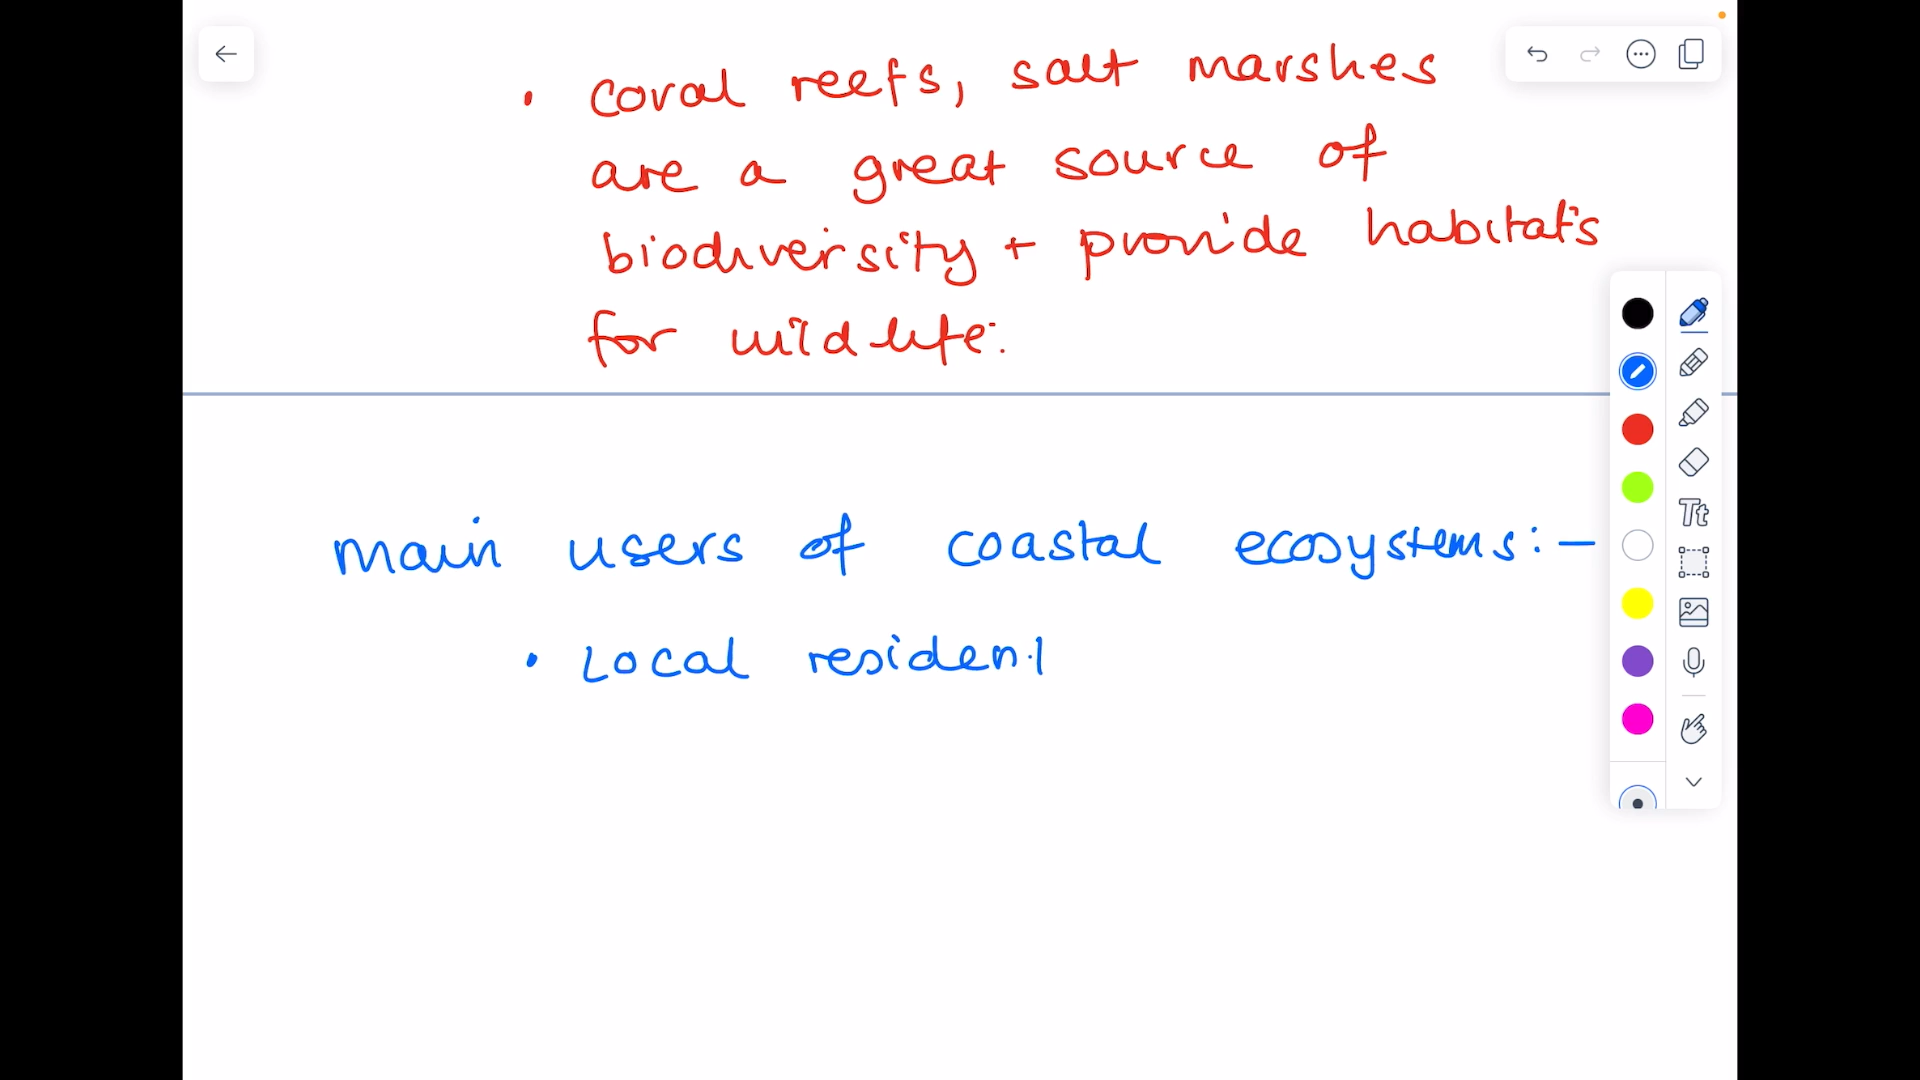 • coral reefs, salt marshes
are a great source of
biodiversity + provide habitats
for wildlife.
main users of coastal ecosystems:-
• Local resident
Tt